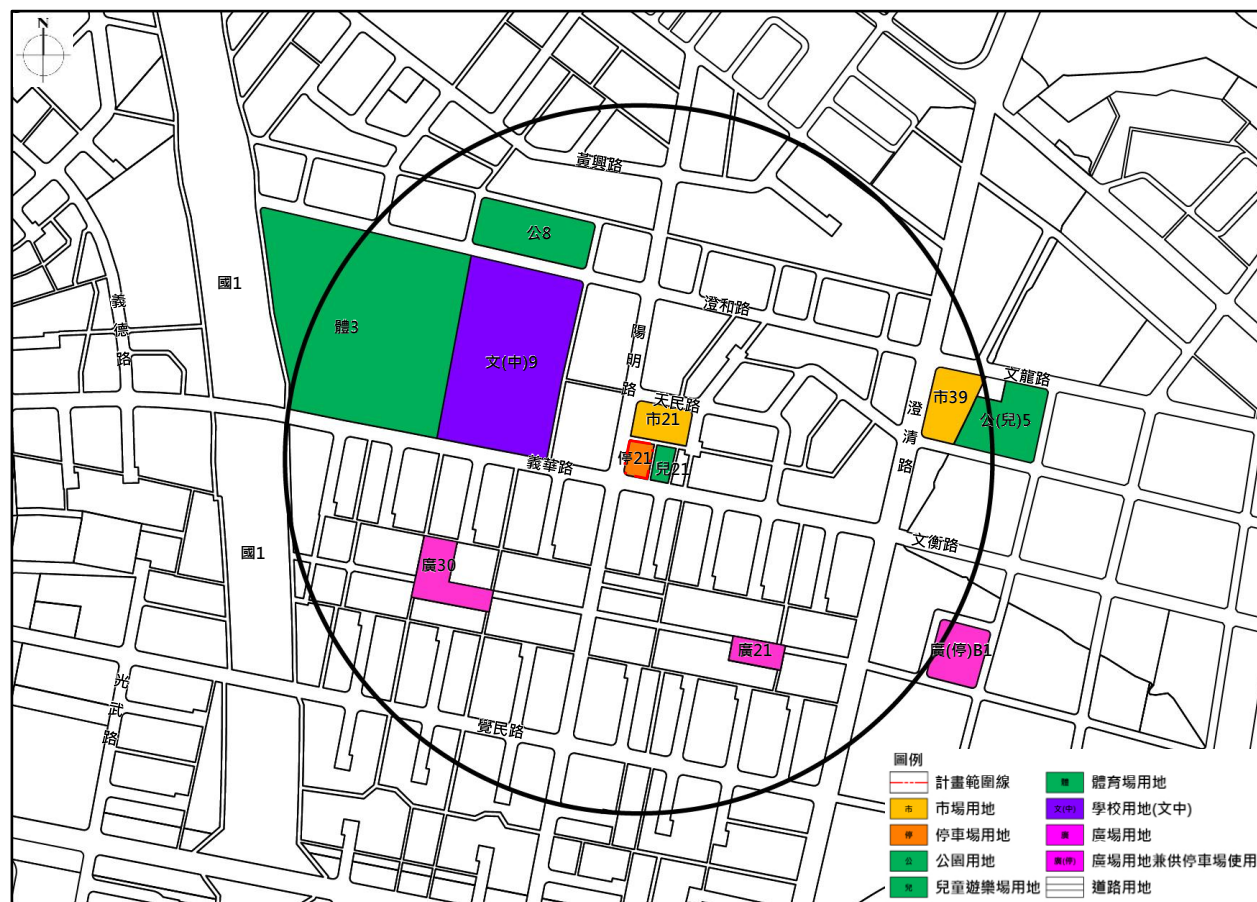 N
黃興路
公8
國1
義德路
體3
文(中)9
陽明路
澄和路
大民路
市21
停21
兒21
義華路
市39
文龍路
公(兒)5
澄清路
國1
文衡路
廣30
廣21
廣(停)B1
光武路
覺民路
圖例
計畫範圍線
體 體育場用地
市 市場用地
文(中) 學校用地(文中)
停 停車場用地
廣 廣場用地
公 公園用地
廣(停) 廣場用地兼供停車場使用
兒 兒童遊樂場用地
道路用地